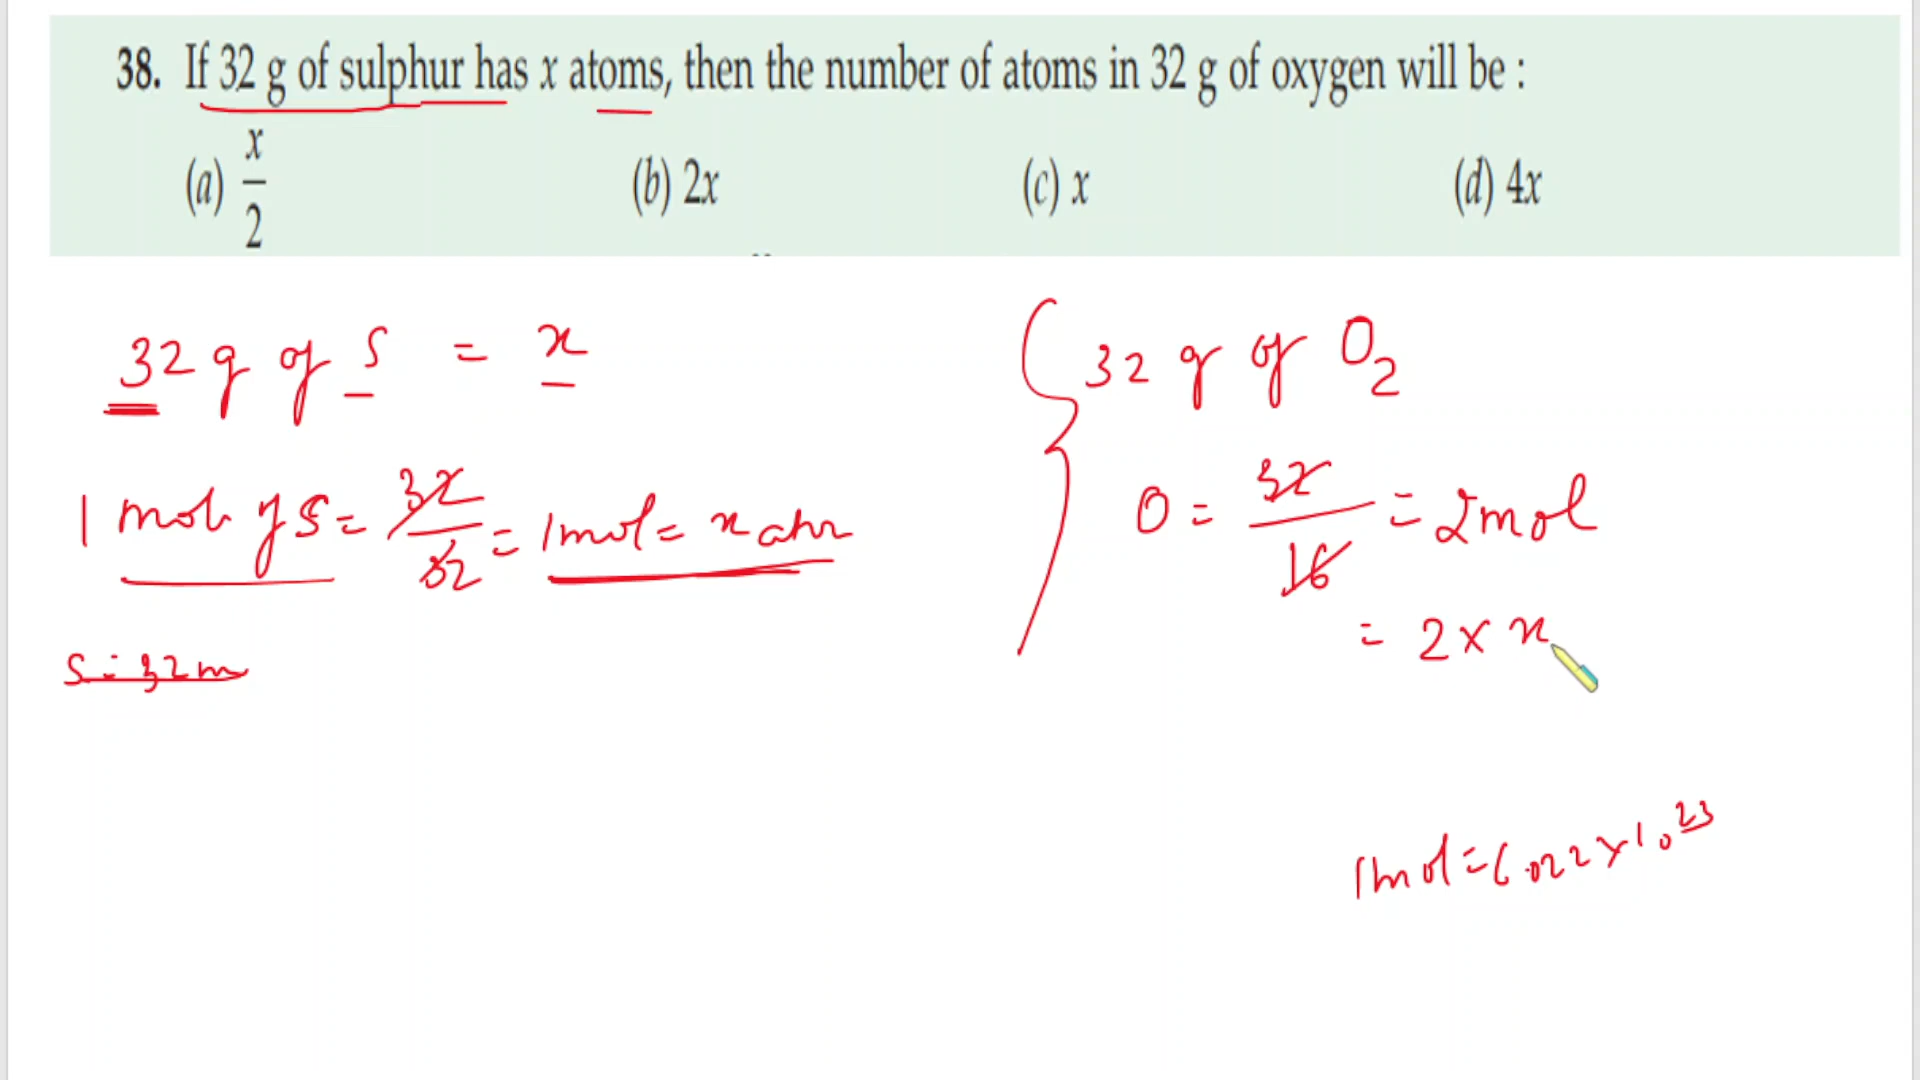 38. If 32 g of sulphur has x atoms, then the number of atoms in 32 g of oxygen will be :
(a) x/2 (b) 2x (c) x (d) 4x
32 g of S = x
1 mol of S = 32/32 = 1 mol = x
S = 32
32 g of O2
O = 32/16 = 2 mol
= 2 × x
1 mol = 6.022 × 10^23